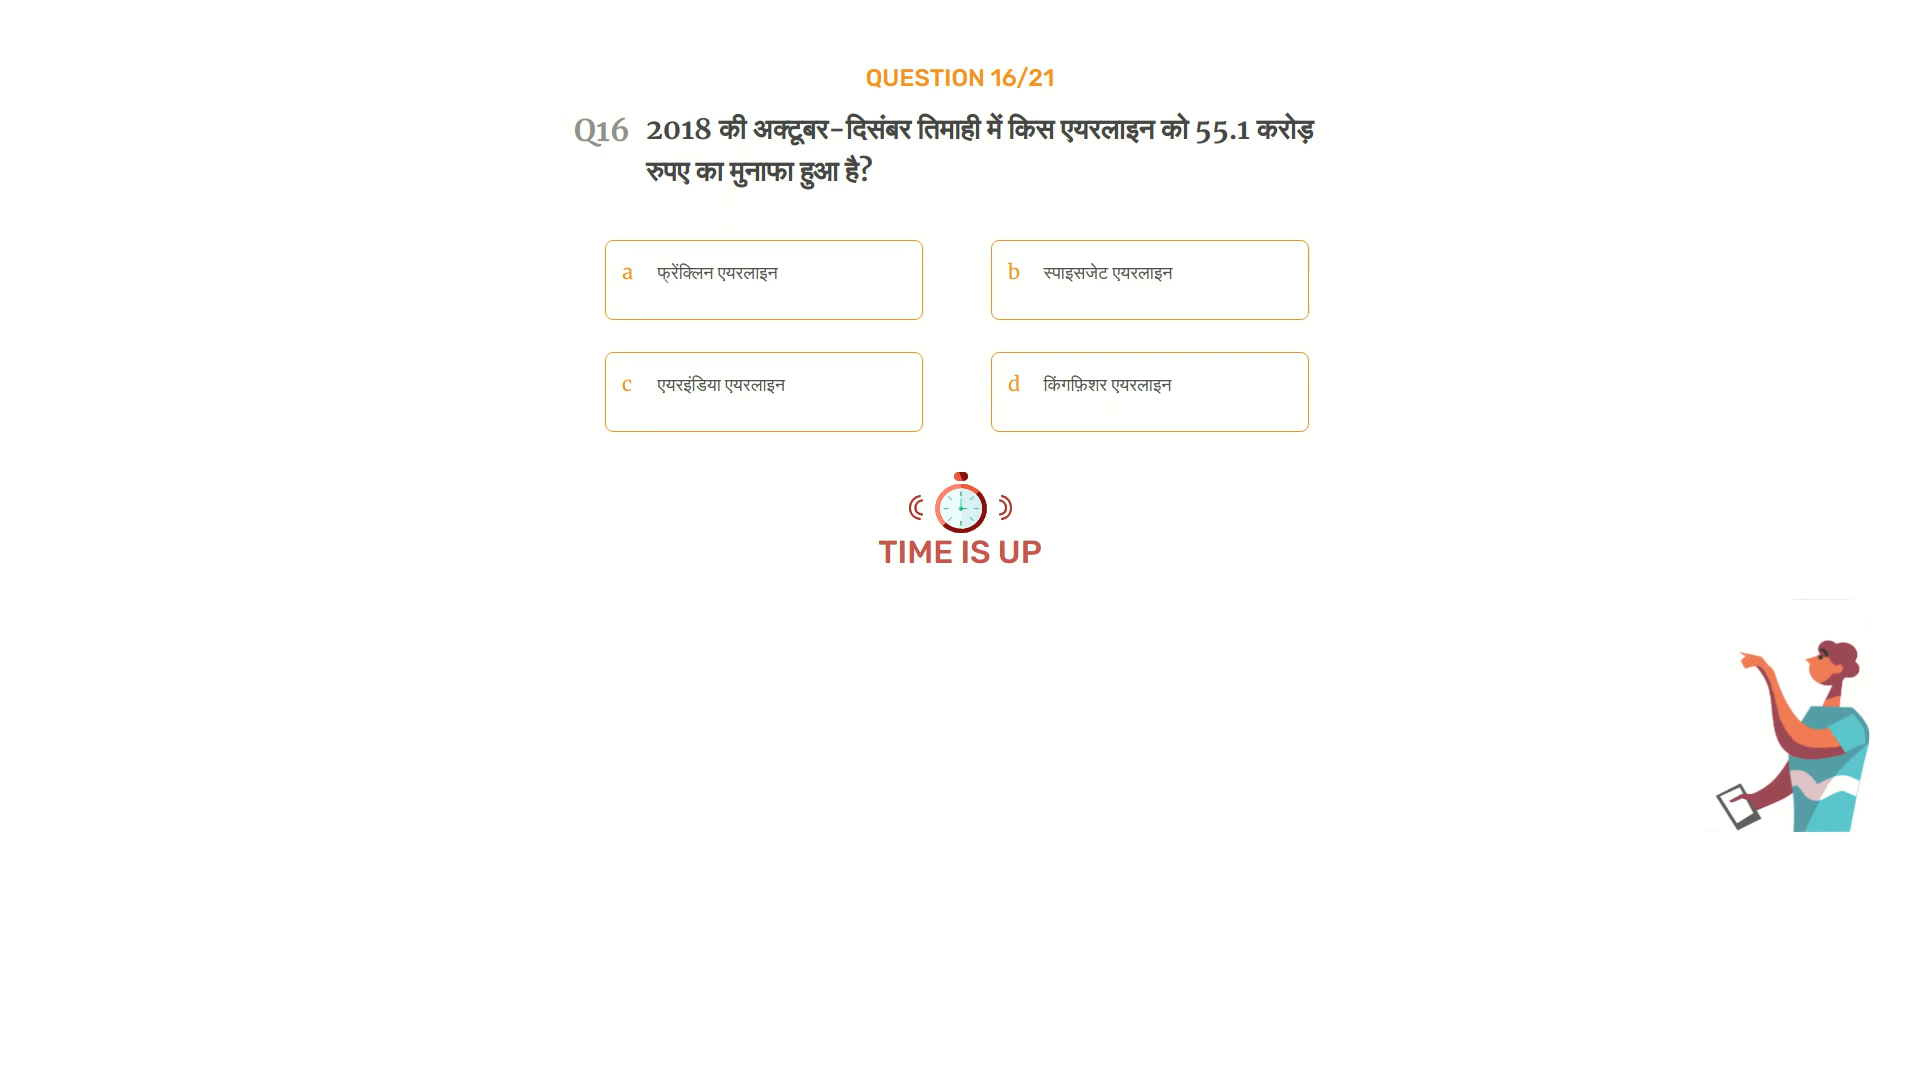 QUESTION 16/21
Q16 2018 की अक्टूबर-दिसंबर तिमाही में किस एयरलाइन को 55.1 करोड़
रुपए का मुनाफा हुआ है?
a फ्रेंक्लिन एयरलाइन
b स्पाइसजेट एयरलाइन
c एयरइंडिया एयरलाइन
d किंगफ़िशर एयरलाइन
TIME IS UP